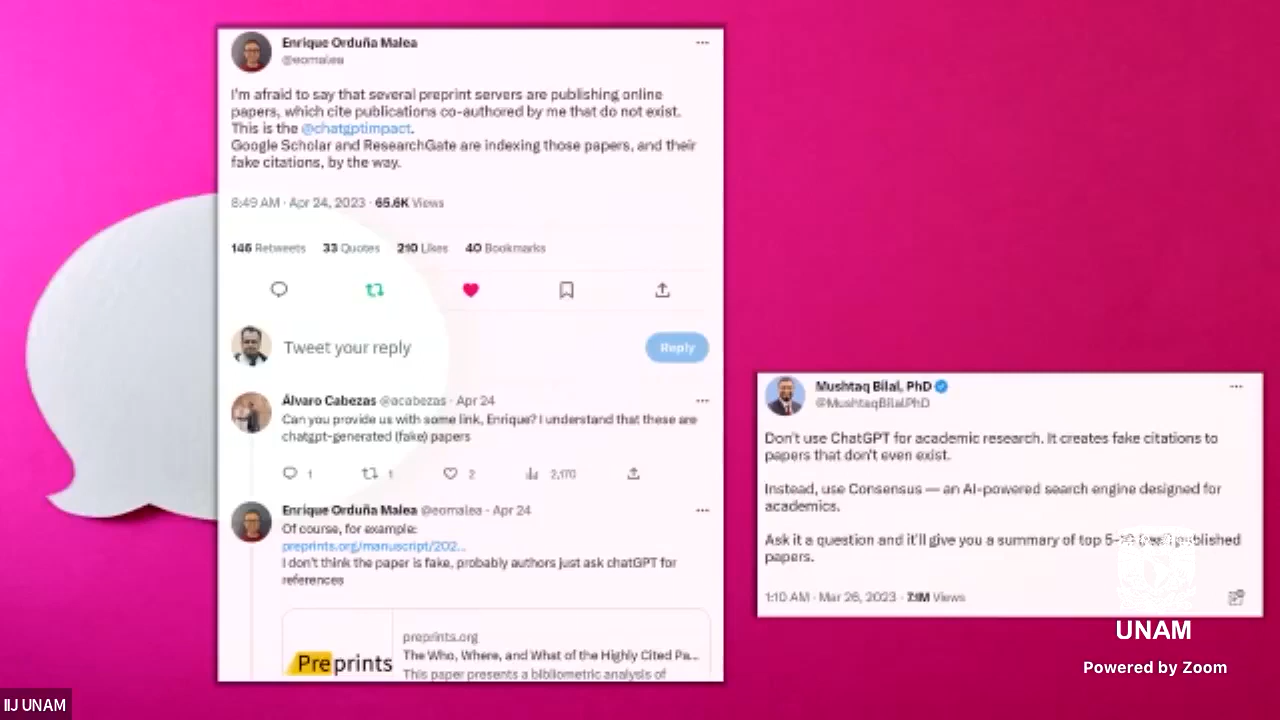 Enrique Orduña Malea
@eomalea
I'm afraid to say that several preprint servers are publishing online
papers, which cite publications co-authored by me that do not exist.
This is the @chatgptimpact.
Google Scholar and ResearchGate are indexing those papers, and their
fake citations, by the way.
8:49 AM · Apr 24, 2023 · 65.6K Views
146 Retweets 33 Quotes 210 Likes 40 Bookmarks
Tweet your reply
Reply
Álvaro Cabezas @acabezas · Apr 24
Can you provide us with some link, Enrique? I understand that these are
chatgpt-generated (fake) papers
1 1 2 2,170
Enrique Orduña Malea @eomalea · Apr 24
Of course, for example:
preprints.org/manuscript/202...
I don't think the paper is fake, probably authors just ask chatGPT for
references
Preprints
preprints.org
The Who, Where, and What of the Highly Cited Pa...
This paper presents a bibliometric analysis of
Mushtaq Bilal, PhD
@MushtaqBilalPhD
Don't use ChatGPT for academic research. It creates fake citations to
papers that don't even exist.
Instead, use Consensus — an AI-powered search engine designed for
academics.
Ask it a question and it'll give you a summary of top 5-
papers.
1:10 AM · Mar 26, 2023 · 7.1M Views
UNAM
Powered by Zoom
IIJ UNAM